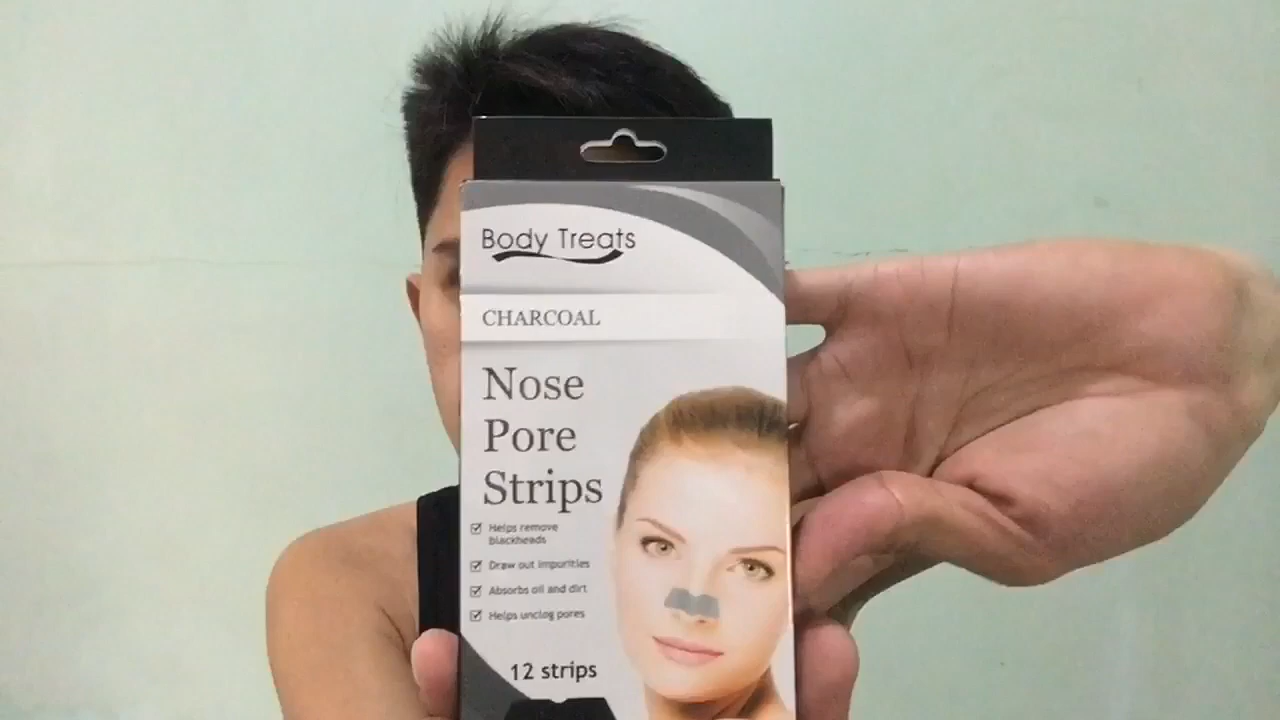 Body Treats
CHARCOAL
Nose
Pore
Strips
Helps remove
blackheads
Draw out impurities
Absorbs oil and dirt
Helps unclog pores
12 strips